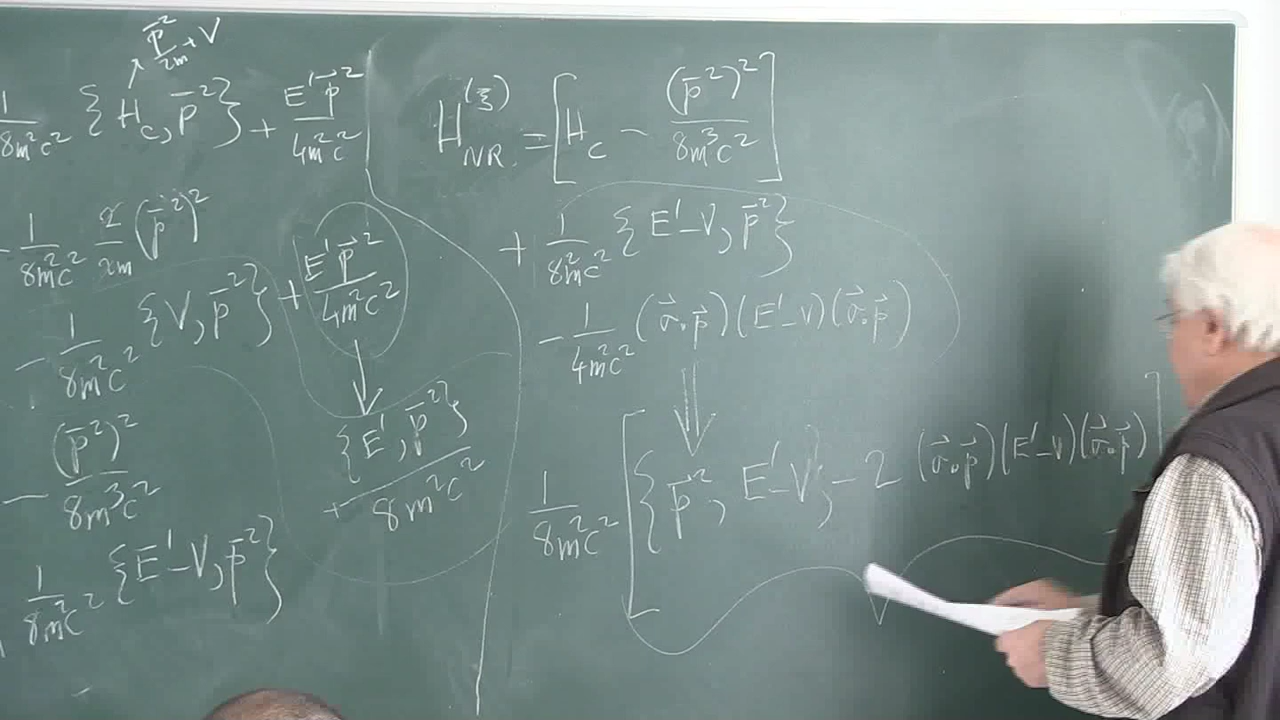 p̄²/2m + V
1/8m²c² {H_C, p̄²} + E' p⃗²/4m²c²
- 1/8m²c² 2/2m (p̄²)²
- 1/8m²c² {V, p̄²} + E' p⃗²/4m²c²
- (p̄²)²/8m³c² + {E', p̄²}/8m²c²
1/8m²c² {E'-V, p̄²}
H_NR^(ξ) = [H_C - (p̄²)²/8m³c²]
+ 1/8m²c² {E'-V, p̄²}
- 1/4m²c² (σ⃗·p⃗)(E'-V)(σ⃗·p⃗)
1/8m²c² [{p̄², E'-V} - 2 (σ⃗·p⃗)(E'-V)(σ⃗·p⃗)]